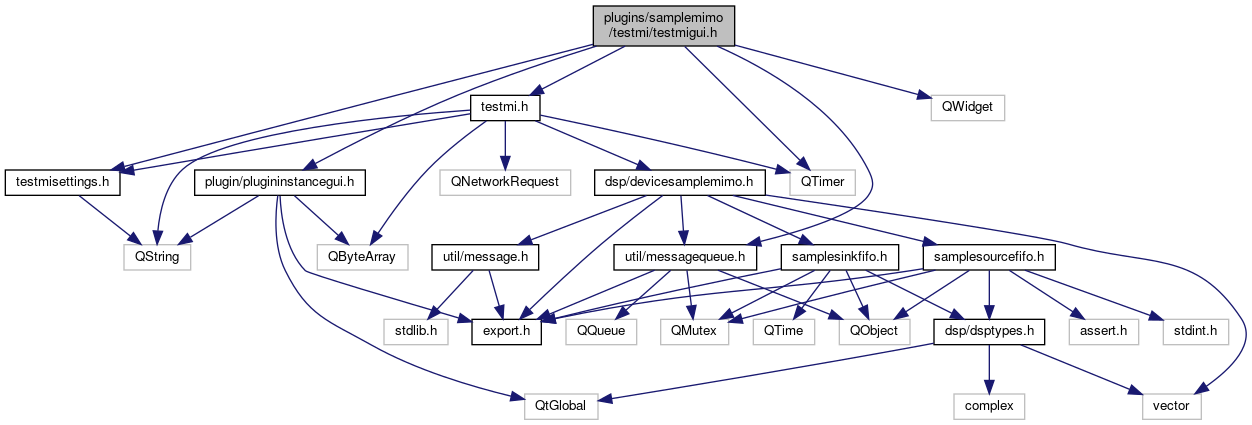 plugins/samplemimo
/testmi/testmigui.h
testmi.h
QWidget
testmisettings.h
plugin/plugininstancegui.h
QNetworkRequest
dsp/devicesamplemimo.h
QTimer
QString
QByteArray
util/message.h
util/messagequeue.h
samplesinkfifo.h
samplesourcefifo.h
stdlib.h
export.h
QQueue
QMutex
QTime
QObject
dsp/dsptypes.h
assert.h
stdint.h
QtGlobal
complex
vector